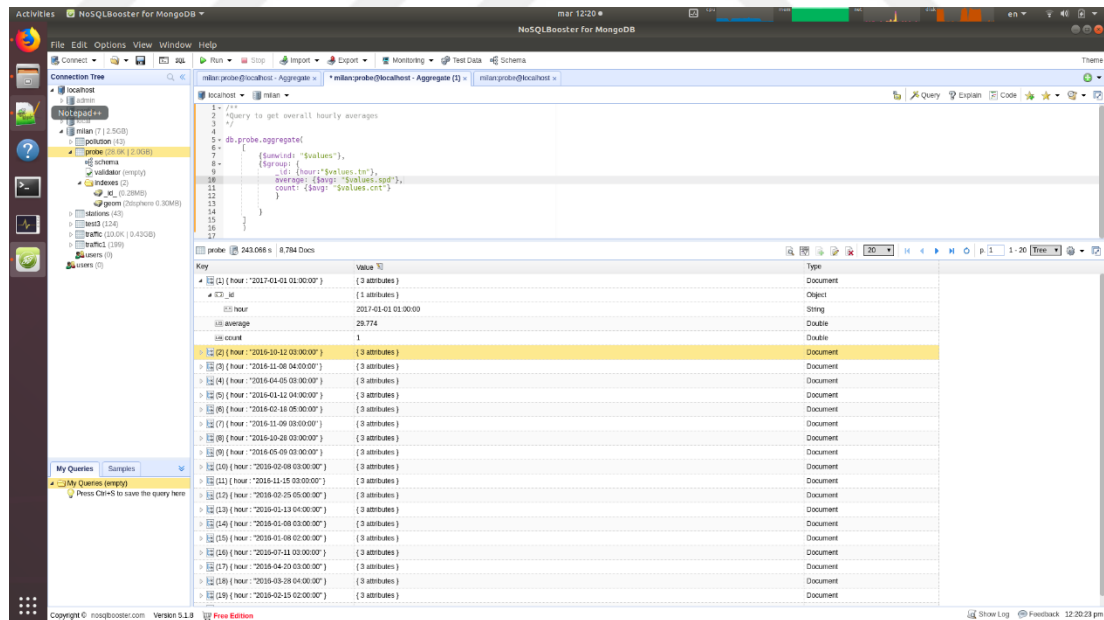 Activities NoSQLBooster for MongoDB mar 12:20 en
NoSQLBooster for MongoDB
File Edit Options View Window Help
Connect SQL Run Stop Import Export Monitoring Test Data Schema Theme
Connection Tree
milan:probe@localhost - Aggregate
* milan:probe@localhost - Aggregate (1)
milan:probe@localhost
localhost milan Query Explain Code
localhost
admin
Notepad++
milan (7 | 2.5GB)
pollution (43)
probe (28.6K | 2.0GB)
schema
validator (empty)
indexes (2)
_id_ (0.28MB)
geom (2dsphere 0.30MB)
stations (43)
test3 (124)
traffic (10.0K | 0.43GB)
traffic1 (199)
users (0)
users (0)
1 /**
2 *Query to get overall hourly averages
3 */
4
5 db.probe.aggregate(
6 [
7 {$unwind: "$values"},
8 {$group: {
9 _id: {hour:"$values.tm"},
10 average: {$avg: "$values.spd"},
11 count: {$avg: "$values.cnt"}
12 }
13
14 }
15 ]
16 )
17
probe 243.066 s 8,784 Docs 20 p. 1 1 - 20 Tree
Key Value Type
(1) { hour : "2017-01-01 01:00:00" } { 3 attributes } Document
_id { 1 attributes } Object
hour 2017-01-01 01:00:00 String
average 29.774 Double
count 1 Double
(2) { hour : "2016-10-12 03:00:00" } { 3 attributes } Document
(3) { hour : "2016-11-08 04:00:00" } { 3 attributes } Document
(4) { hour : "2016-04-05 03:00:00" } { 3 attributes } Document
(5) { hour : "2016-01-12 04:00:00" } { 3 attributes } Document
(6) { hour : "2016-02-18 05:00:00" } { 3 attributes } Document
(7) { hour : "2016-11-09 03:00:00" } { 3 attributes } Document
(8) { hour : "2016-10-28 03:00:00" } { 3 attributes } Document
(9) { hour : "2016-05-09 03:00:00" } { 3 attributes } Document
(10) { hour : "2016-02-08 03:00:00" } { 3 attributes } Document
(11) { hour : "2016-11-15 03:00:00" } { 3 attributes } Document
(12) { hour : "2016-02-25 05:00:00" } { 3 attributes } Document
(13) { hour : "2016-01-13 04:00:00" } { 3 attributes } Document
(14) { hour : "2016-01-08 03:00:00" } { 3 attributes } Document
(15) { hour : "2016-01-08 02:00:00" } { 3 attributes } Document
(16) { hour : "2016-07-11 03:00:00" } { 3 attributes } Document
(17) { hour : "2016-04-20 03:00:00" } { 3 attributes } Document
(18) { hour : "2016-03-28 04:00:00" } { 3 attributes } Document
(19) { hour : "2016-02-15 02:00:00" } { 3 attributes } Document
My Queries Samples
My Queries (empty)
Press Ctrl+S to save the query here
Copyright © nosqlbooster.com Version 5.1.8 Free Edition Show Log Feedback 12:20:23 pm